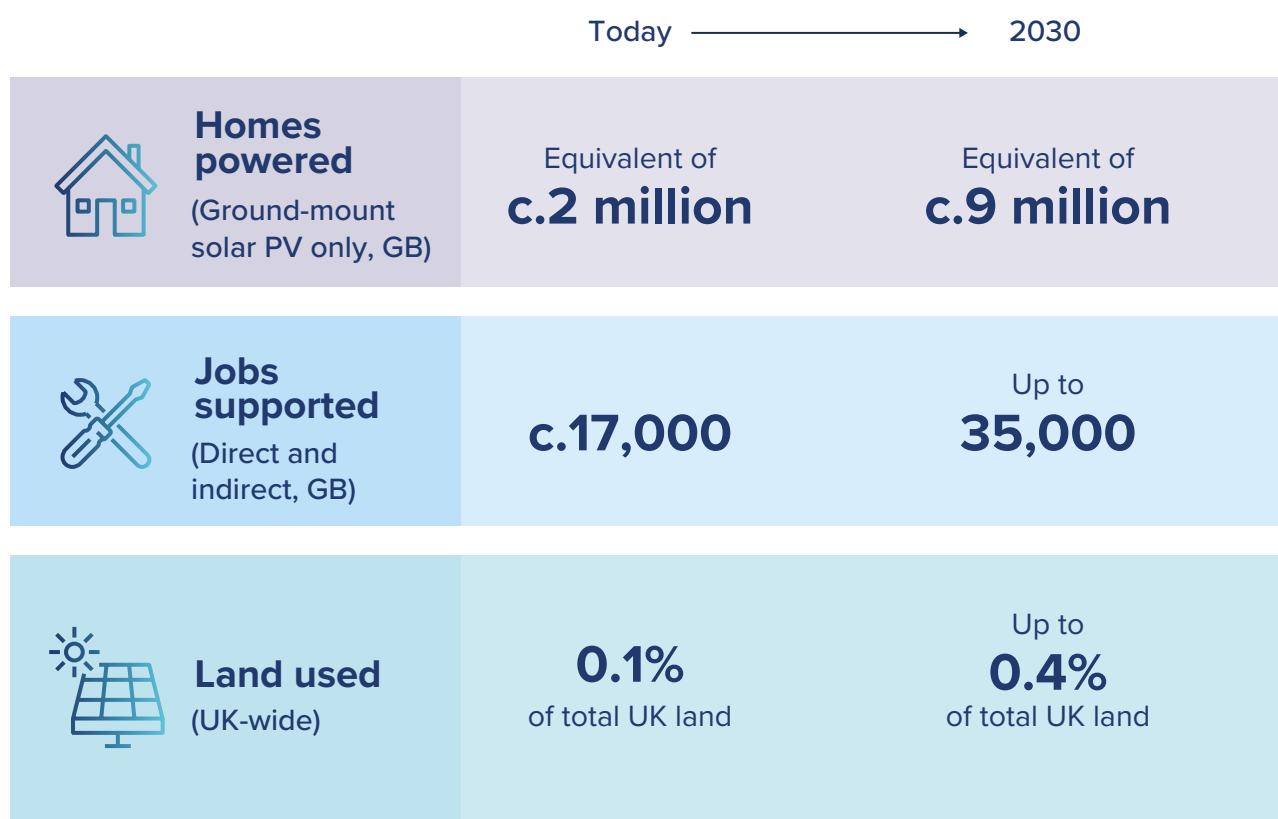 Today 2030
Homes
powered
(Ground-mount
solar PV only, GB)
Equivalent of
c.2 million
Equivalent of
c.9 million
Jobs
supported
(Direct and
indirect, GB)
c.17,000
Up to
35,000
Land used
(UK-wide)
0.1%
of total UK land
Up to
0.4%
of total UK land